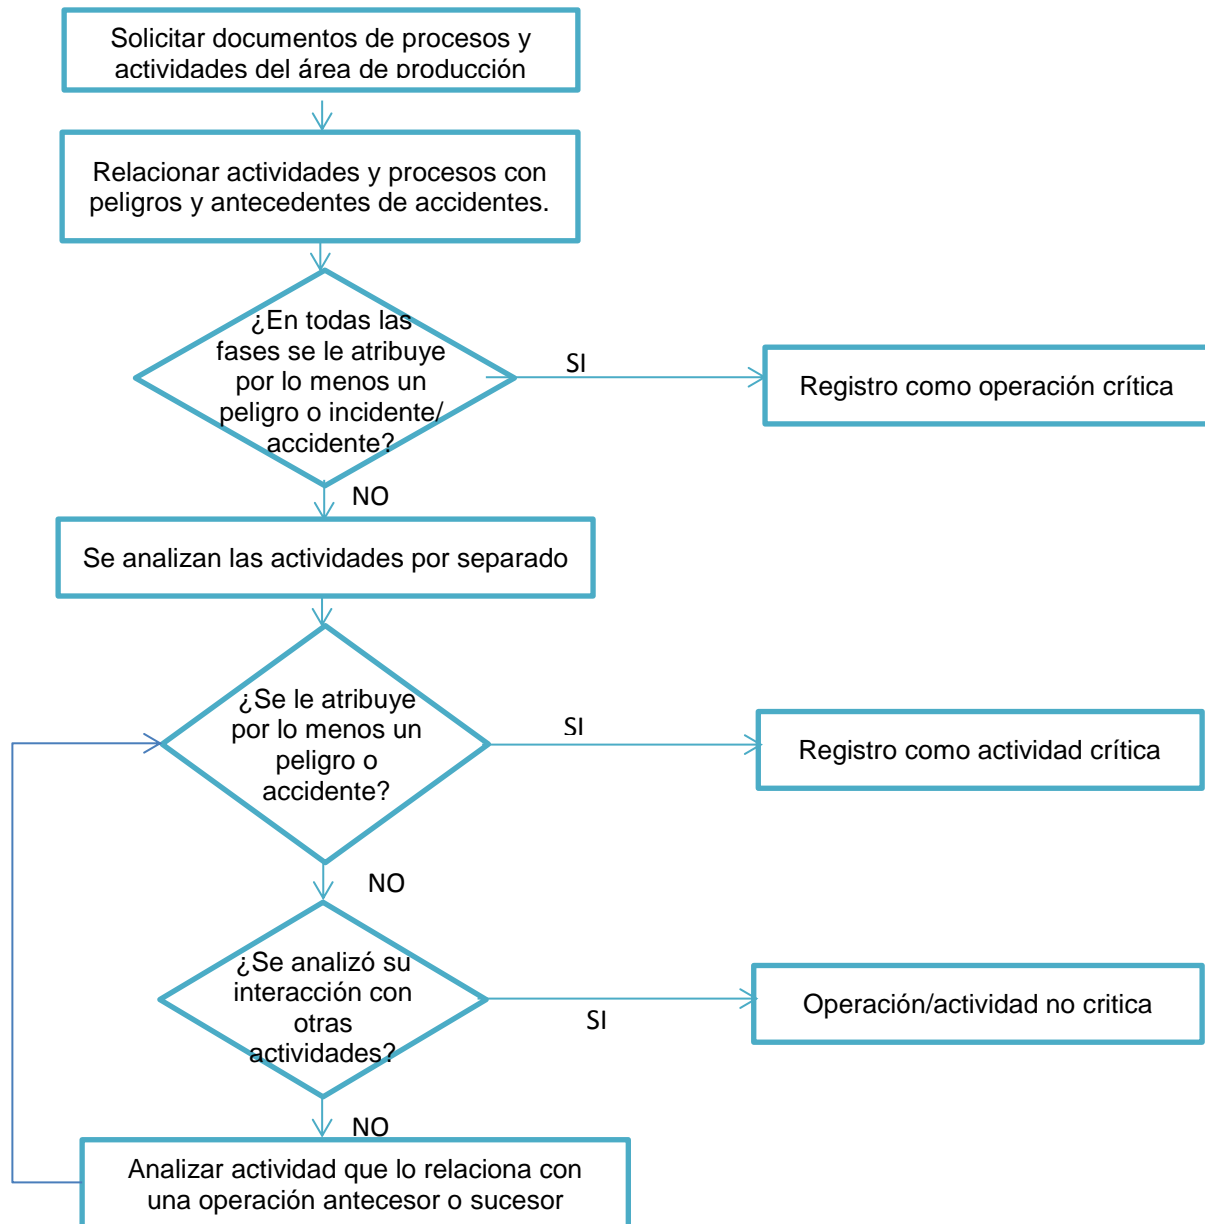 Solicitar documentos de procesos y
actividades del área de producción
Relacionar actividades y procesos con
peligros y antecedentes de accidentes.
¿En todas las
fases se le atribuye
por lo menos un
peligro o incidente/
accidente?
SI
Registro como operación crítica
NO
Se analizan las actividades por separado
¿Se le atribuye
por lo menos un
peligro o
accidente?
SI
Registro como actividad crítica
NO
¿Se analizó su
interacción con
otras
actividades?
SI
Operación/actividad no critica
NO
Analizar actividad que lo relaciona con
una operación antecesor o sucesor